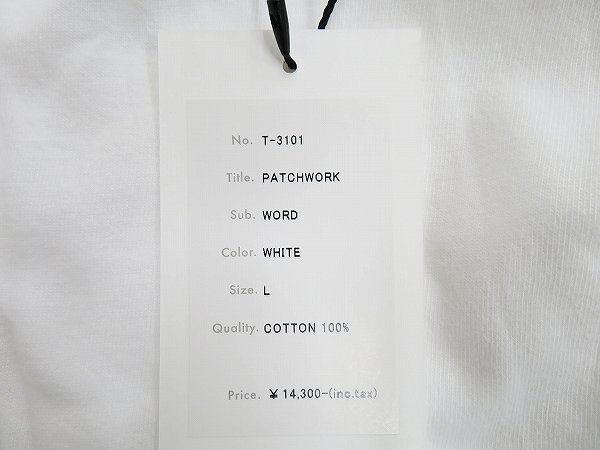 No. T-3101
Title. PATCHWORK
Sub. WORD
Color. WHITE
Size. L
Quality. COTTON 100%
Price. ¥ 14,300-(inc.tax)